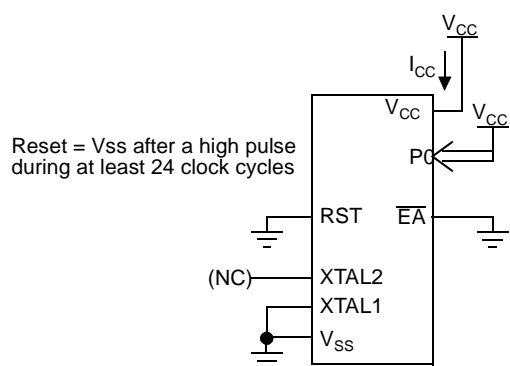 VCC
ICC
VCC
VCC
Reset = Vss after a high pulse
during at least 24 clock cycles
P0
RST
EA
(NC)
XTAL2
XTAL1
VSS